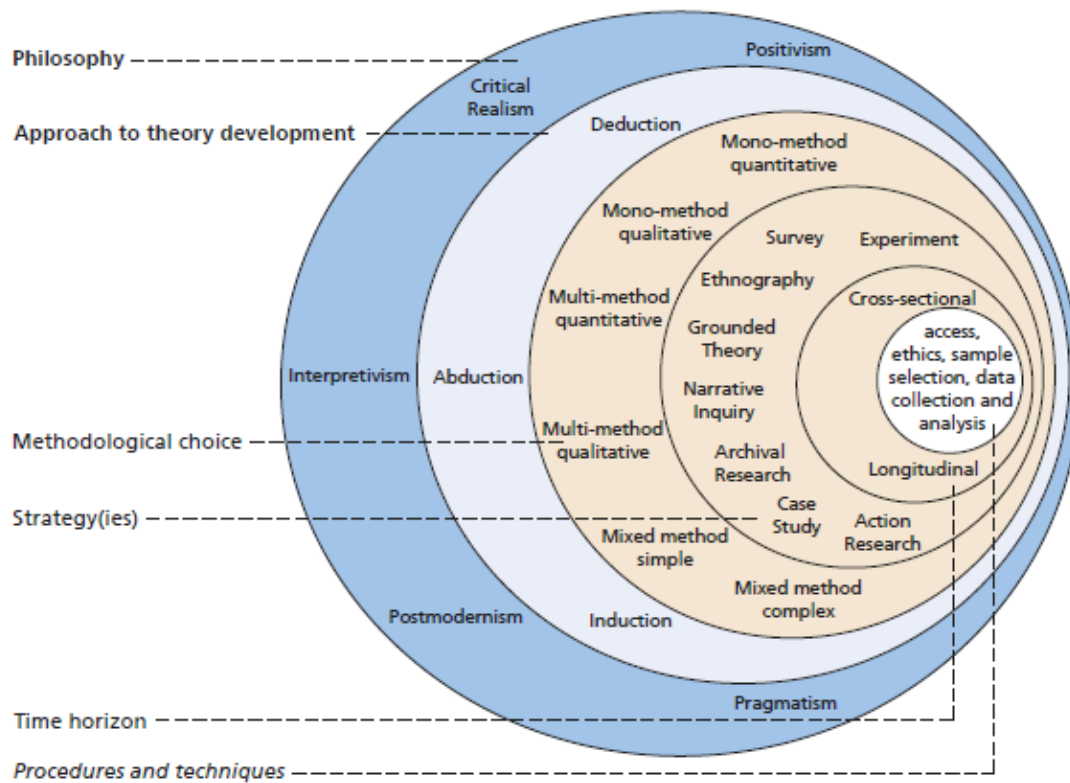 Philosophy
Positivism
Critical
Realism
Approach to theory development
Deduction
Mono-method
quantitative
Mono-method
qualitative
Survey
Experiment
Ethnography
Multi-method
quantitative
Cross-sectional
Grounded
Theory
access,
ethics, sample
selection, data
collection and
analysis
Interpretivism
Abduction
Narrative
Inquiry
Methodological choice
Multi-method
qualitative
Archival
Research
Longitudinal
Strategy(ies)
Case
Study
Action
Research
Mixed method
simple
Mixed method
complex
Postmodernism
Induction
Pragmatism
Time horizon
Procedures and techniques